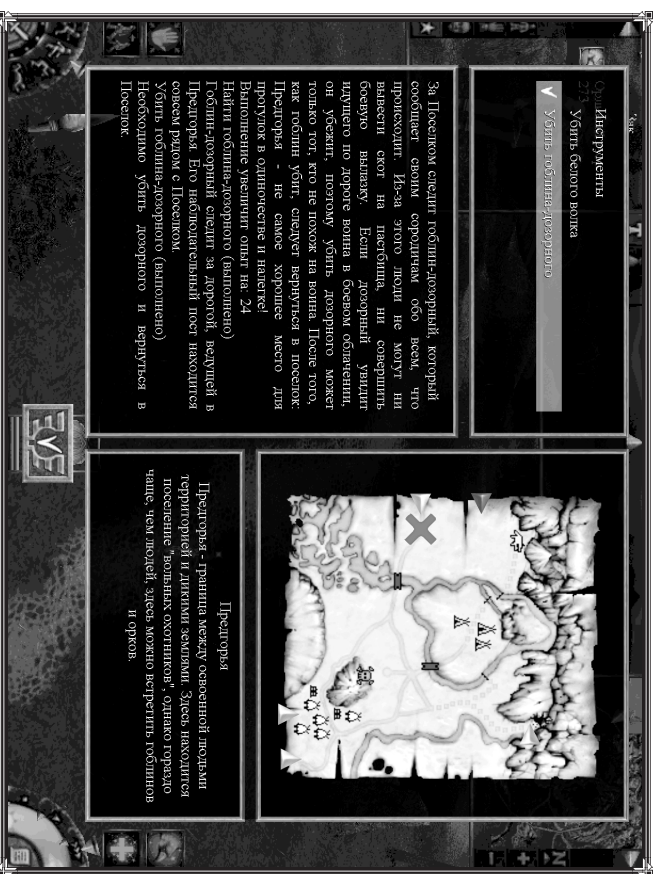 Инструменты
Убить белого волка
Убить гоблина-дозорного
За Поселком следит гоблин-дозорный, который
сообщает своим сородичам обо всем, что
происходит. Из-за этого люди не могут ни
вывести скот на пастбища, ни совершить
боевую вылазку. Если дозорный увидит
идущего по дороге воина в боевом облачении,
он убежит, поэтому убить дозорного может
только тот, кто не похож на воина. После того,
как гоблин убит, следует вернуться в поселок:
Предгорья - не самое хорошее место для
прогулок в одиночестве и налегке!
Выполнение увеличит опыт на: 24
Найти гоблина-дозорного (выполнено)
Гоблин-дозорный следит за дорогой, ведущей в
Предгорья. Его наблюдательный пост находится
совсем рядом с Поселком.
Убить гоблина-дозорного (выполнено)
Необходимо убить дозорного и вернуться в
Поселок.
Предгорья
Предгорья - граница между освоенной людьми
территорией и дикими землями. Здесь находится
поселение "вольных охотников", однако гораздо
чаще, чем людей, здесь можно встретить гоблинов
и орков.
N